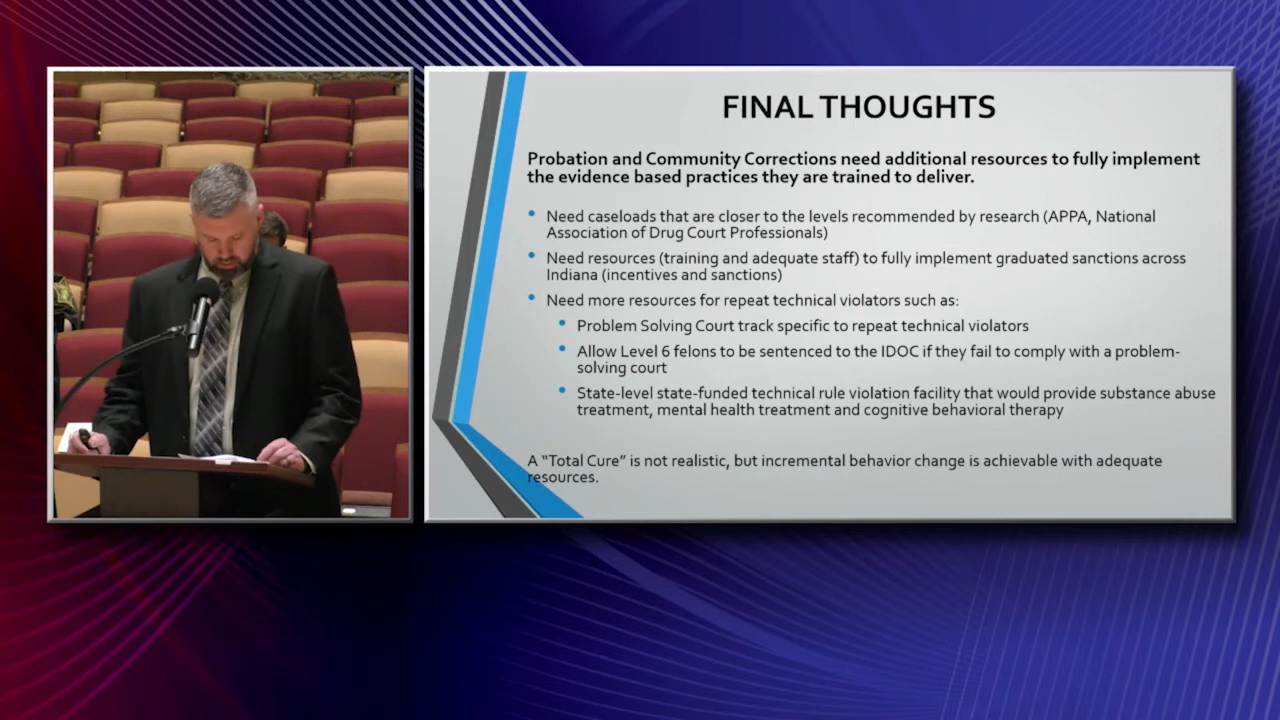 FINAL THOUGHTS
Probation and Community Corrections need additional resources to fully implement
the evidence based practices they are trained to deliver.
• Need caseloads that are closer to the levels recommended by research (APPA, National
Association of Drug Court Professionals)
• Need resources (training and adequate staff) to fully implement graduated sanctions across
Indiana (incentives and sanctions)
• Need more resources for repeat technical violators such as:
• Problem Solving Court track specific to repeat technical violators
• Allow Level 6 felons to be sentenced to the IDOC if they fail to comply with a problem-
solving court
• State-level state-funded technical rule violation facility that would provide substance abuse
treatment, mental health treatment and cognitive behavioral therapy
A “Total Cure” is not realistic, but incremental behavior change is achievable with adequate
resources.